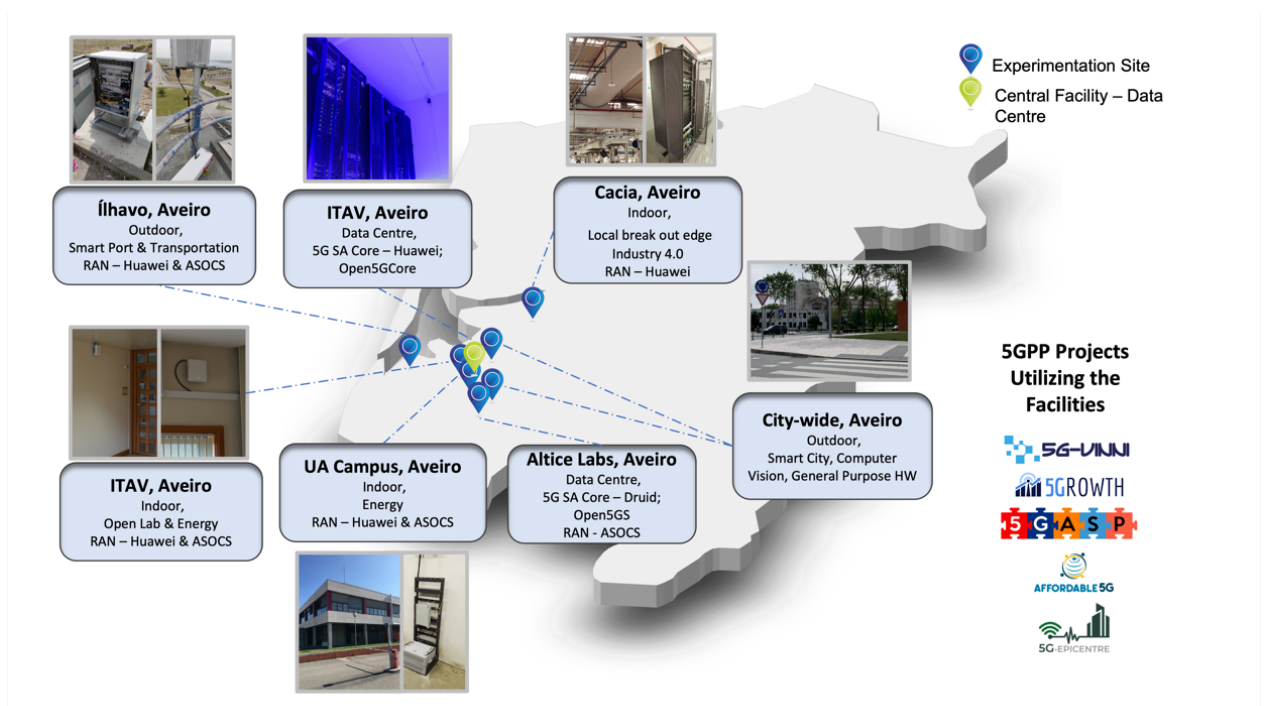 Experimentation Site
Central Facility – Data
Centre
Ílhavo, Aveiro
Outdoor,
Smart Port & Transportation
RAN – Huawei & ASOCS
ITAV, Aveiro
Data Centre,
5G SA Core – Huawei;
Open5GCore
Cacia, Aveiro
Indoor,
Local break out edge
Industry 4.0
RAN – Huawei
City-wide, Aveiro
Outdoor,
Smart City, Computer
Vision, General Purpose HW
ITAV, Aveiro
Indoor,
Open Lab & Energy
RAN – Huawei & ASOCS
UA Campus, Aveiro
Indoor,
Energy
RAN – Huawei & ASOCS
Altice Labs, Aveiro
Data Centre,
5G SA Core – Druid;
Open5GS
RAN - ASOCS
5GPP Projects
Utilizing the
Facilities
5G-VINNI
5GROWTH
5GASP
AFFORDABLE 5G
5G-EPICENTRE